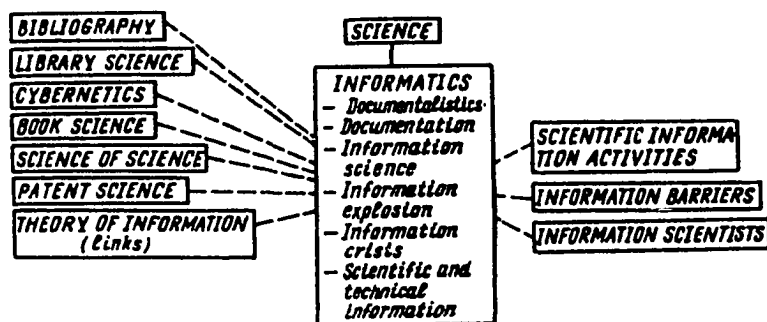 BIBLIOGRAPHY
LIBRARY SCIENCE
CYBERNETICS
BOOK SCIENCE
SCIENCE OF SCIENCE
PATENT SCIENCE
THEORY OF INFORMATION
(links)
SCIENCE
INFORMATICS
- Documentalistics
- Documentation
- Information
science
- Information
explosion
- Information
crisis
- Scientific and
technical
information
SCIENTIFIC INFORMA-
TION ACTIVITIES
INFORMATION BARRIERS
INFORMATION SCIENTISTS